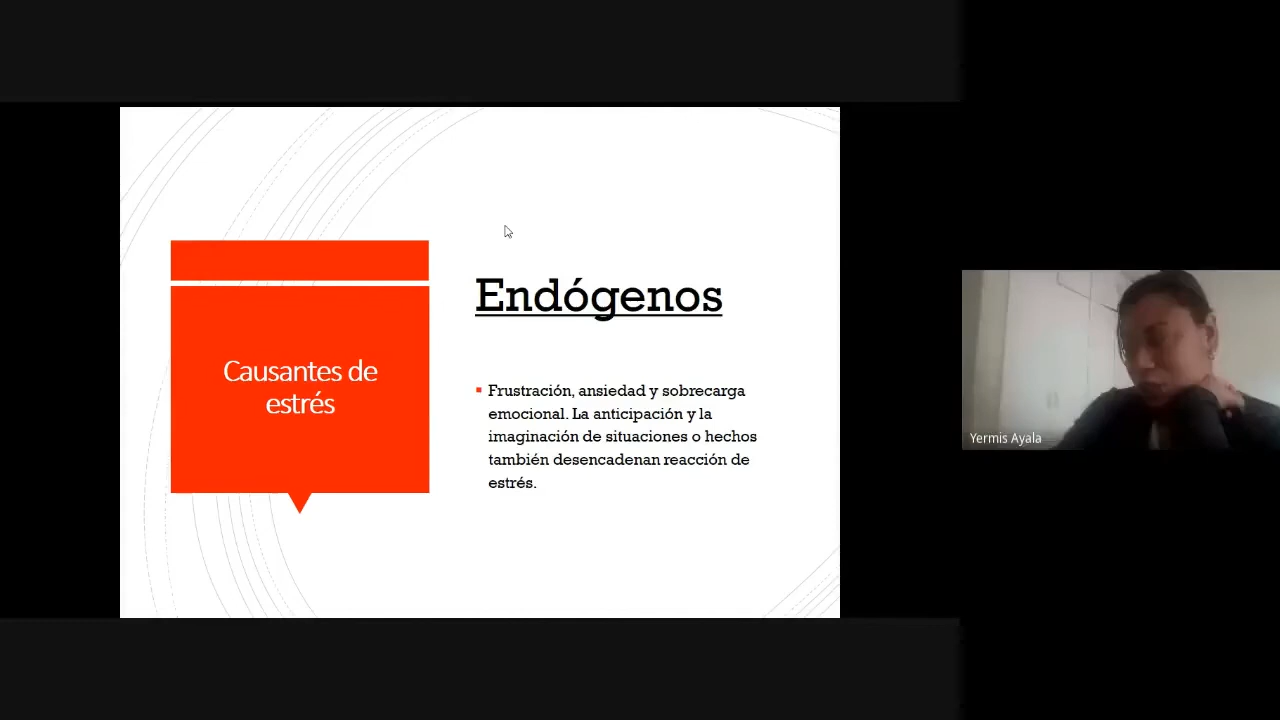 Causantes de
estrés
Endógenos
Frustración, ansiedad y sobrecarga
emocional. La anticipación y la
imaginación de situaciones o hechos
también desencadenan reacción de
estrés.
Yermis Ayala